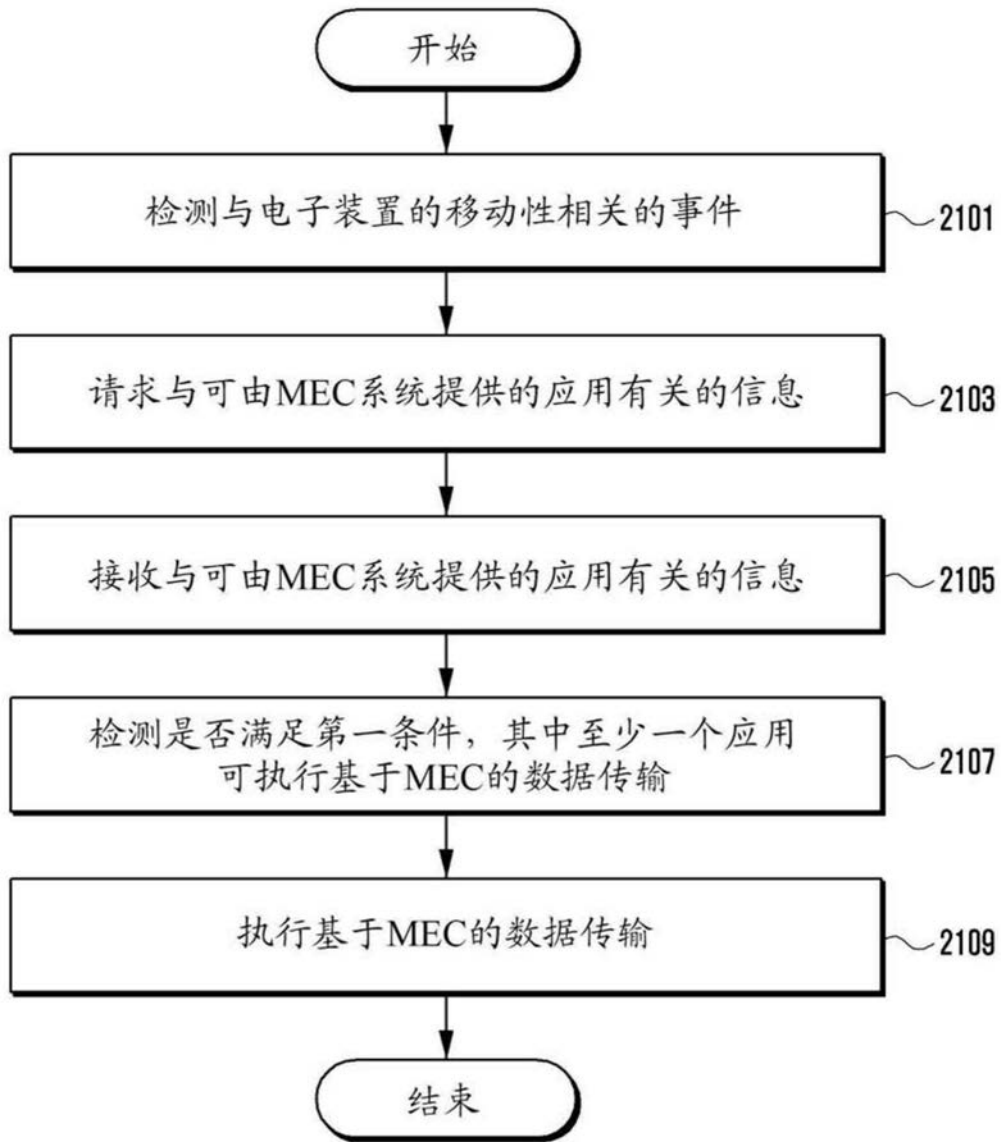 开始
检测与电子装置的移动性相关的事件
2101
请求与可由MEC系统提供的应用有关的信息
2103
接收与可由MEC系统提供的应用有关的信息
2105
检测是否满足第一条件，其中至少一个应用
可执行基于MEC的数据传输
2107
执行基于MEC的数据传输
2109
结束